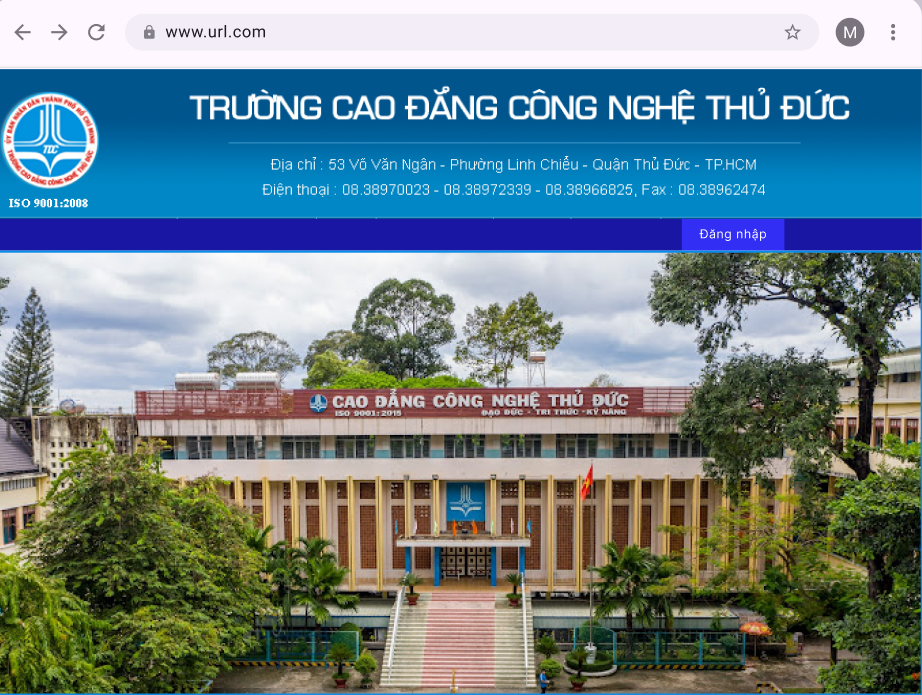 www.url.com
M
TRƯỜNG CAO ĐẲNG CÔNG NGHỆ THỦ ĐỨC
Địa chỉ : 53 Võ Văn Ngân - Phường Linh Chiểu - Quận Thủ Đức - TP.HCM
Điện thoại : 08.38970023 - 08.38972339 - 08.38966825, Fax : 08.38962474
ỦY BAN NHÂN DÂN THÀNH PHỐ HỒ CHÍ MINH
TDC
TRƯỜNG CAO ĐẲNG CÔNG NGHỆ THỦ ĐỨC
ISO 9001:2008
Đăng nhập
CAO ĐẲNG CÔNG NGHỆ THỦ ĐỨC
ISO 9001:2015 ĐẠO ĐỨC - TRI THỨC - KỸ NĂNG